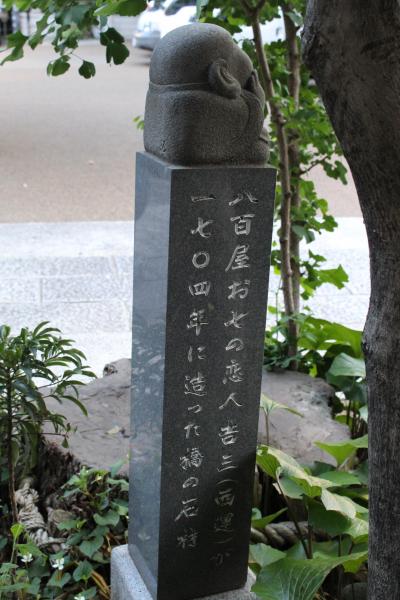 八百屋お七の恋人吉三(西運)が
一七〇四年に造った橋の石材